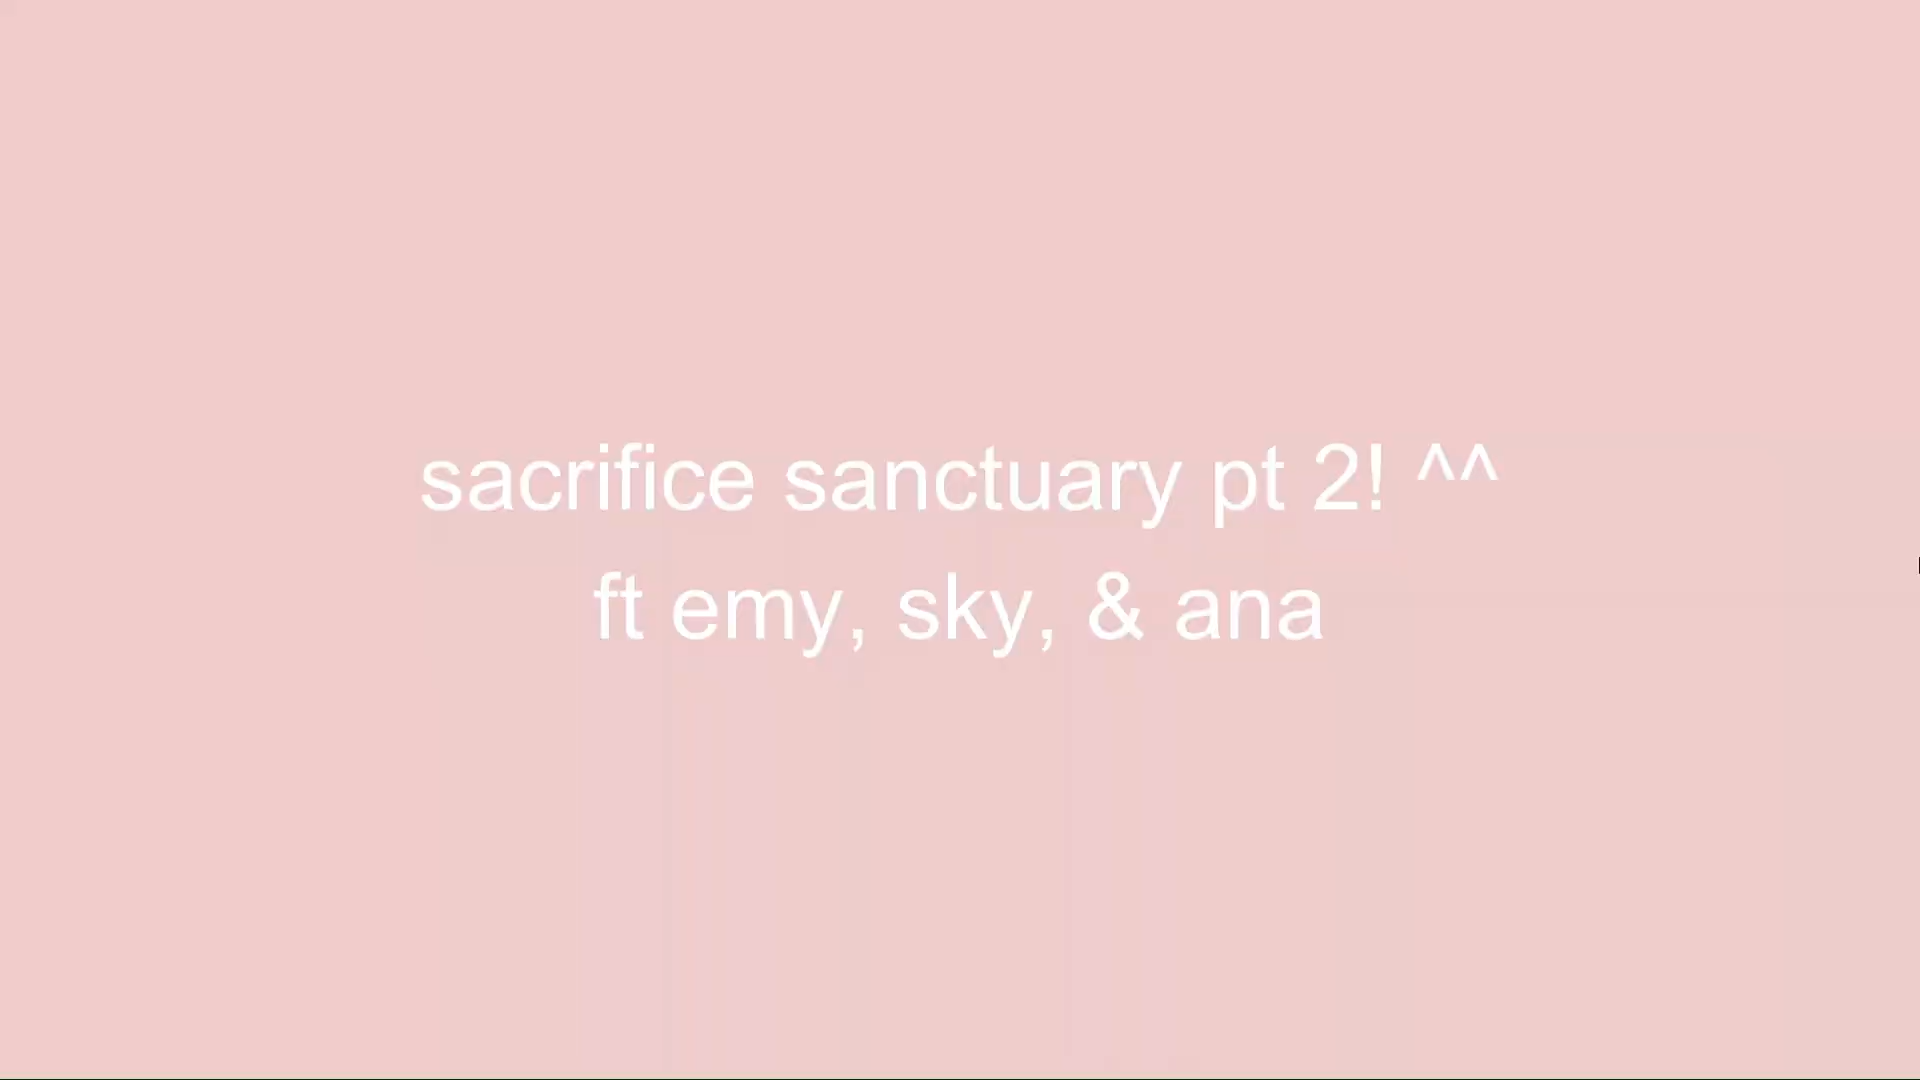 sacrifice sanctuary pt 2! ^^
ft emy, sky, & ana